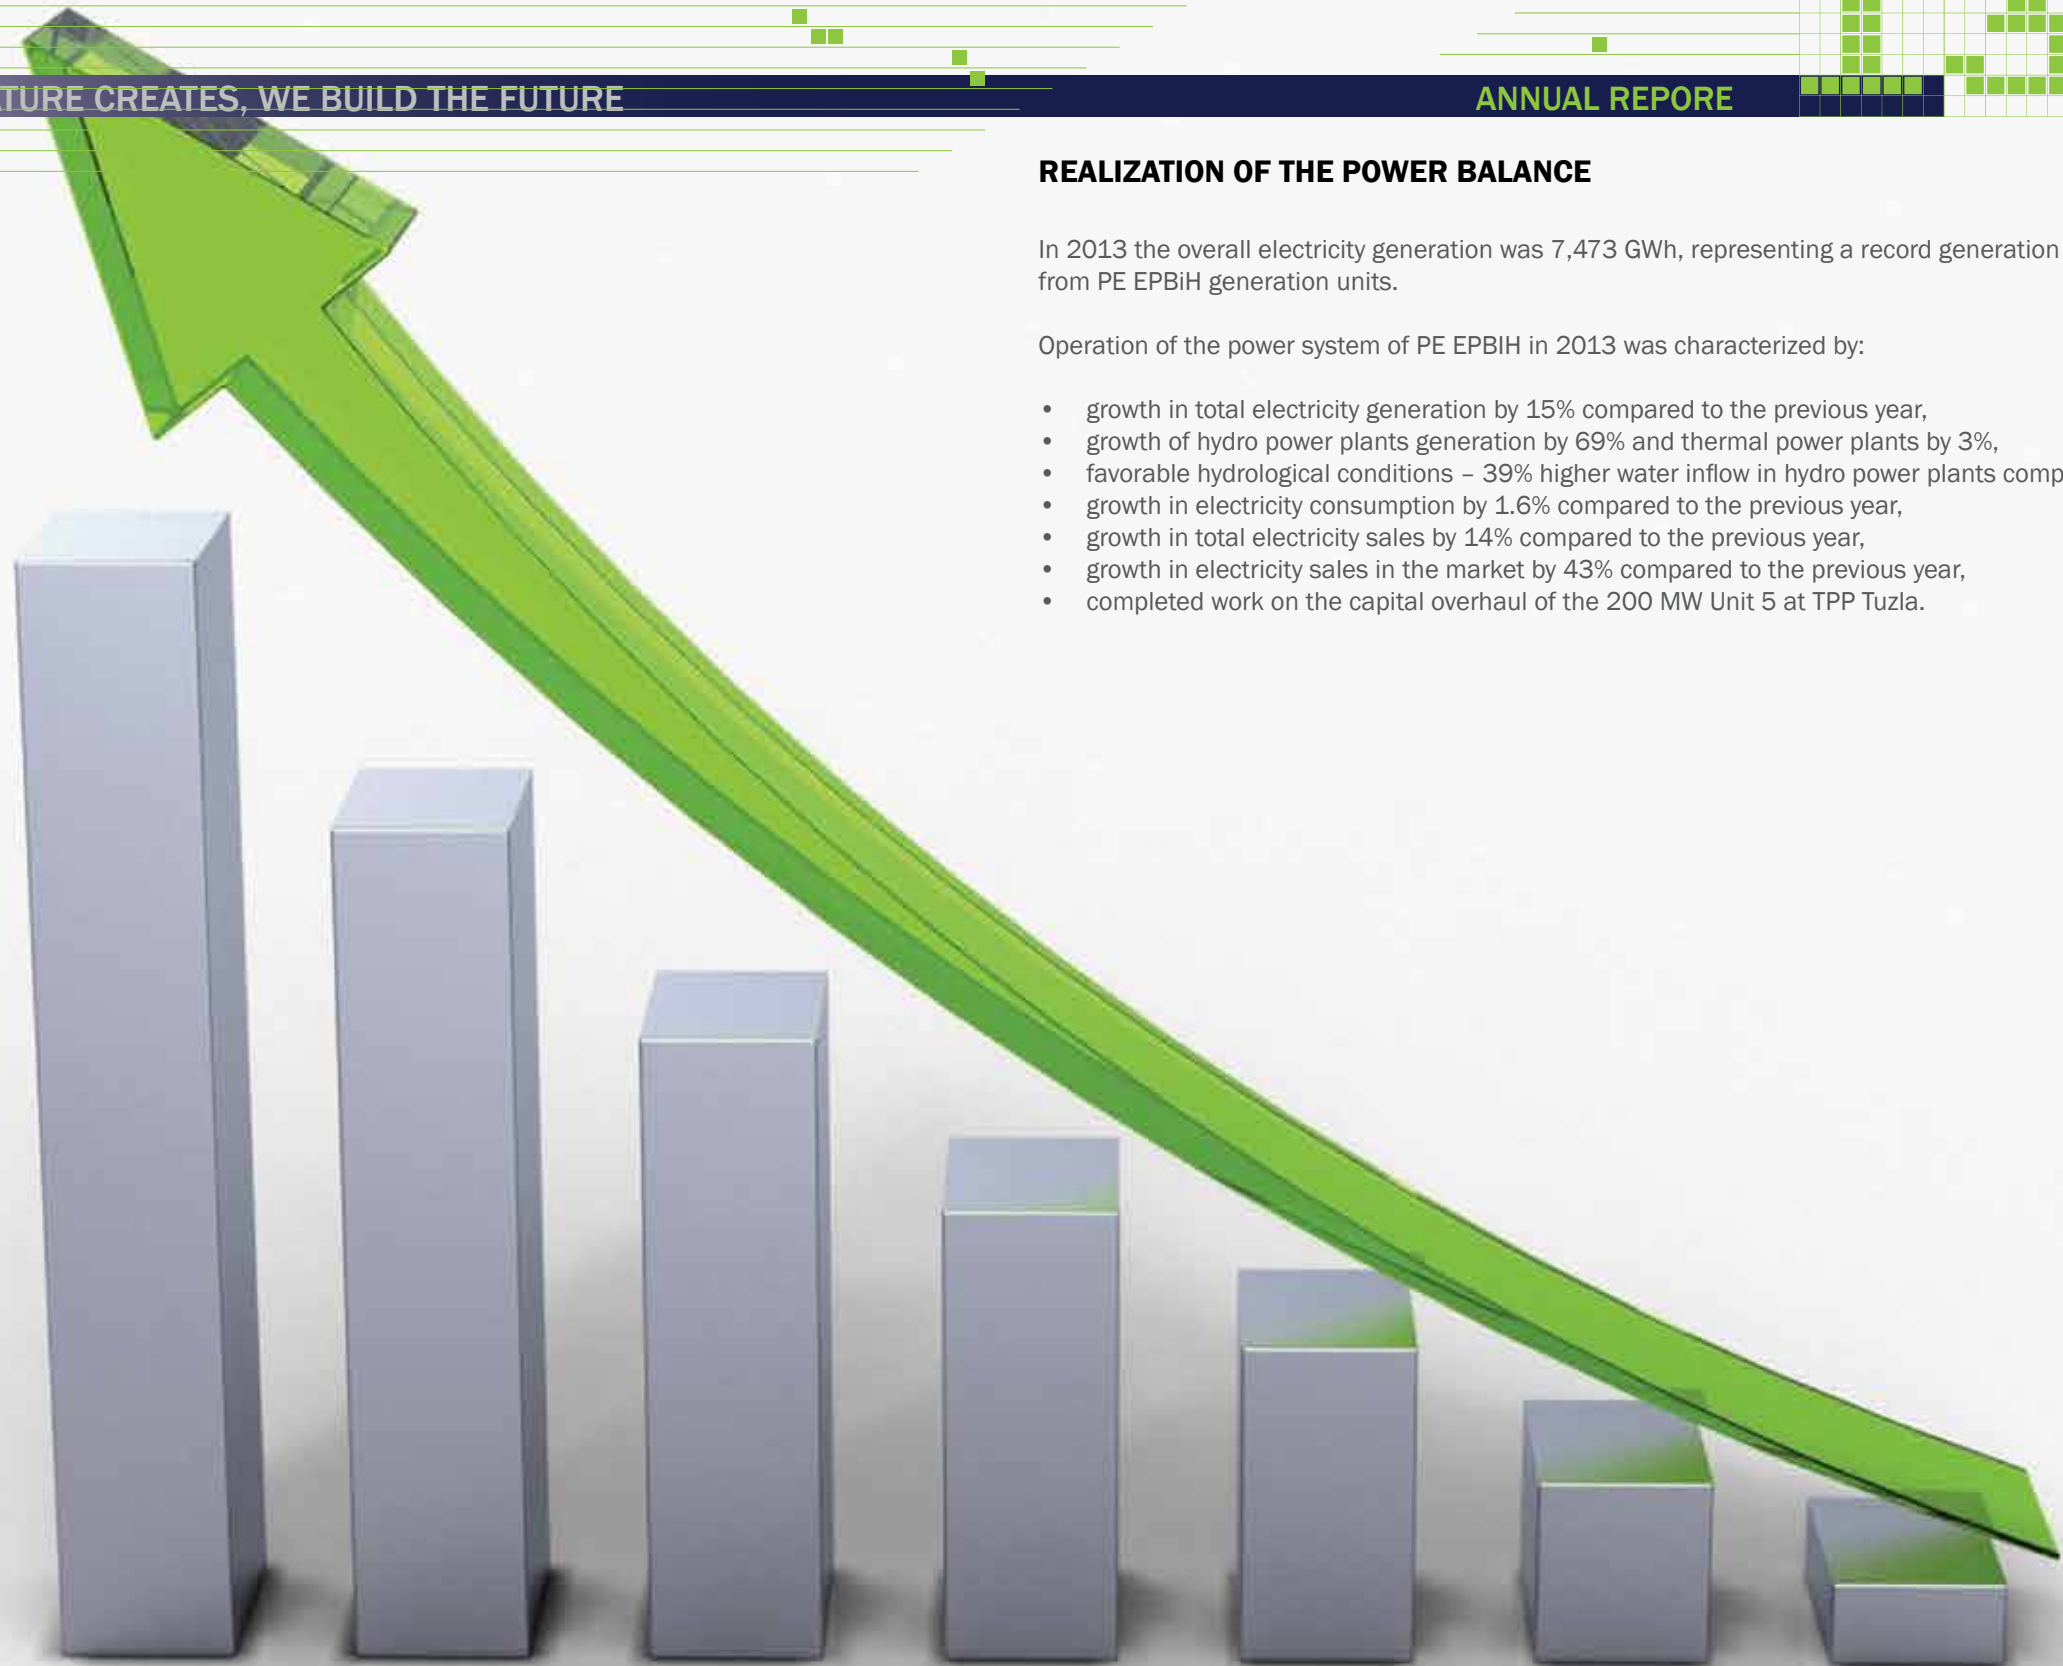 CREATES, WE BUILD THE FUTURE
ANNUAL REPORE
REALIZATION OF THE POWER BALANCE
In 2013 the overall electricity generation was 7,473 GWh, representing a record generation
from PE EPBiH generation units.
Operation of the power system of PE EPBIH in 2013 was characterized by:
• growth in total electricity generation by 15% compared to the previous year,
• growth of hydro power plants generation by 69% and thermal power plants by 3%,
• favorable hydrological conditions – 39% higher water inflow in hydro power plants
• growth in electricity consumption by 1.6% compared to the previous year,
• growth in total electricity sales by 14% compared to the previous year,
• growth in electricity sales in the market by 43% compared to the previous year,
• completed work on the capital overhaul of the 200 MW Unit 5 at TPP Tuzla.